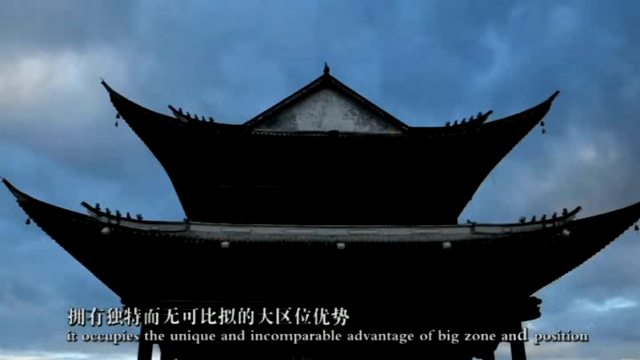 拥有独特而无可比拟的大区位优势
it occupies the unique and incomparable advantage of big zone and position